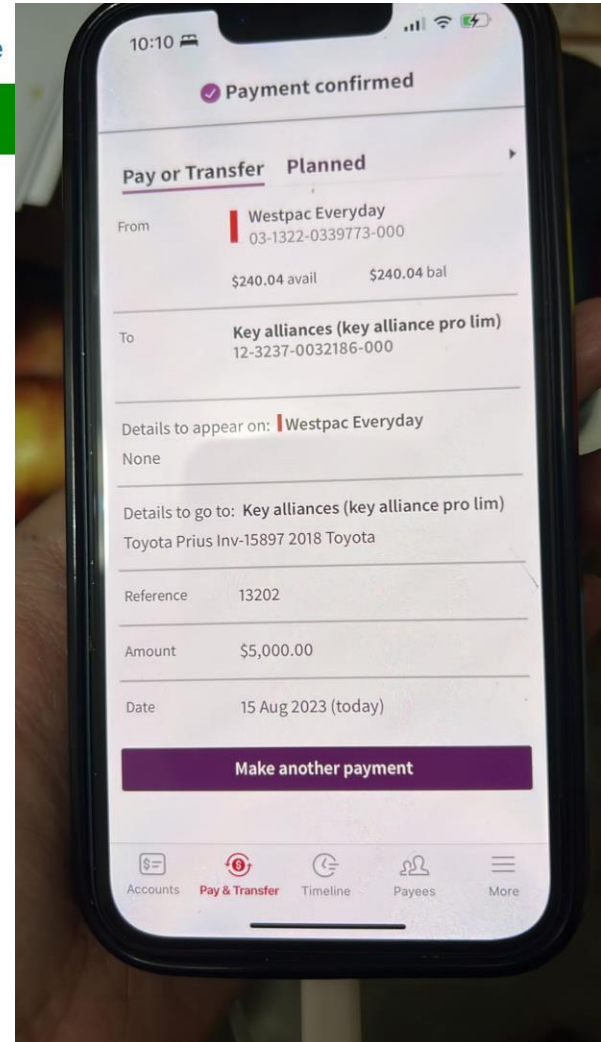 e
10:10
Payment confirmed
Pay or Transfer Planned
From Westpac Everyday
03-1322-0339773-000
$240.04 avail $240.04 bal
To Key alliances (key alliance pro lim)
12-3237-0032186-000
Details to appear on: Westpac Everyday
None
Details to go to: Key alliances (key alliance pro lim)
Toyota Prius Inv-15897 2018 Toyota
Reference 13202
Amount $5,000.00
Date 15 Aug 2023 (today)
Make another payment
Accounts Pay & Transfer Timeline Payees More